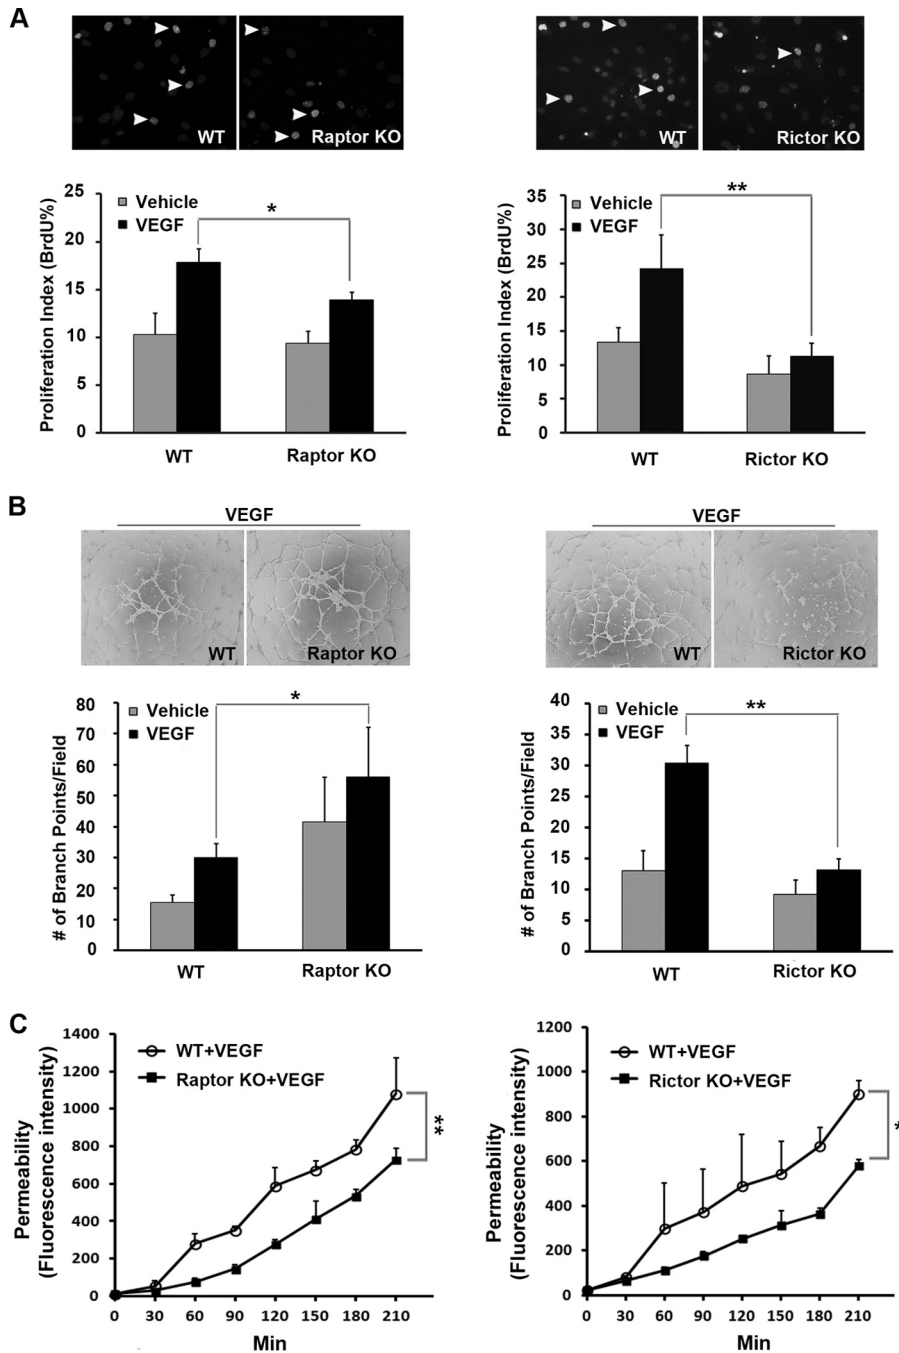 A
WT
Raptor KO
WT
Rictor KO
Proliferation Index (BrdU%)
25
20
15
10
5
0
Vehicle
VEGF
*
WT
Raptor KO
Proliferation Index (BrdU%)
35
30
25
20
15
10
5
0
Vehicle
VEGF
**
WT
Rictor KO
B
VEGF
WT
Raptor KO
VEGF
WT
Rictor KO
# of Branch Points/Field
80
70
60
50
40
30
20
10
0
Vehicle
VEGF
*
WT
Raptor KO
# of Branch Points/Field
40
35
30
25
20
15
10
5
0
Vehicle
VEGF
**
WT
Rictor KO
C
Permeability
(Fluorescence intensity)
1400
1200
1000
800
600
400
200
0
WT+VEGF
Raptor KO+VEGF
**
0 30 60 90 120 150 180 210
Min
Permeability
(Fluorescence intensity)
1200
1000
800
600
400
200
0
WT+VEGF
Rictor KO+VEGF
*
0 30 60 90 120 150 180 210
Min